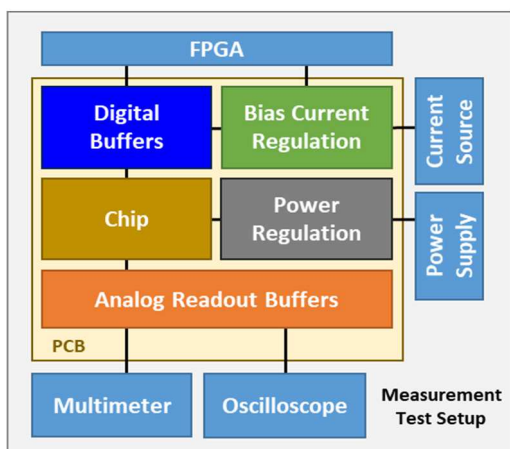 FPGA
Digital
Buffers
Bias Current
Regulation
Current
Source
Chip
Power
Regulation
Power
Supply
Analog Readout Buffers
PCB
Multimeter
Oscilloscope
Measurement
Test Setup